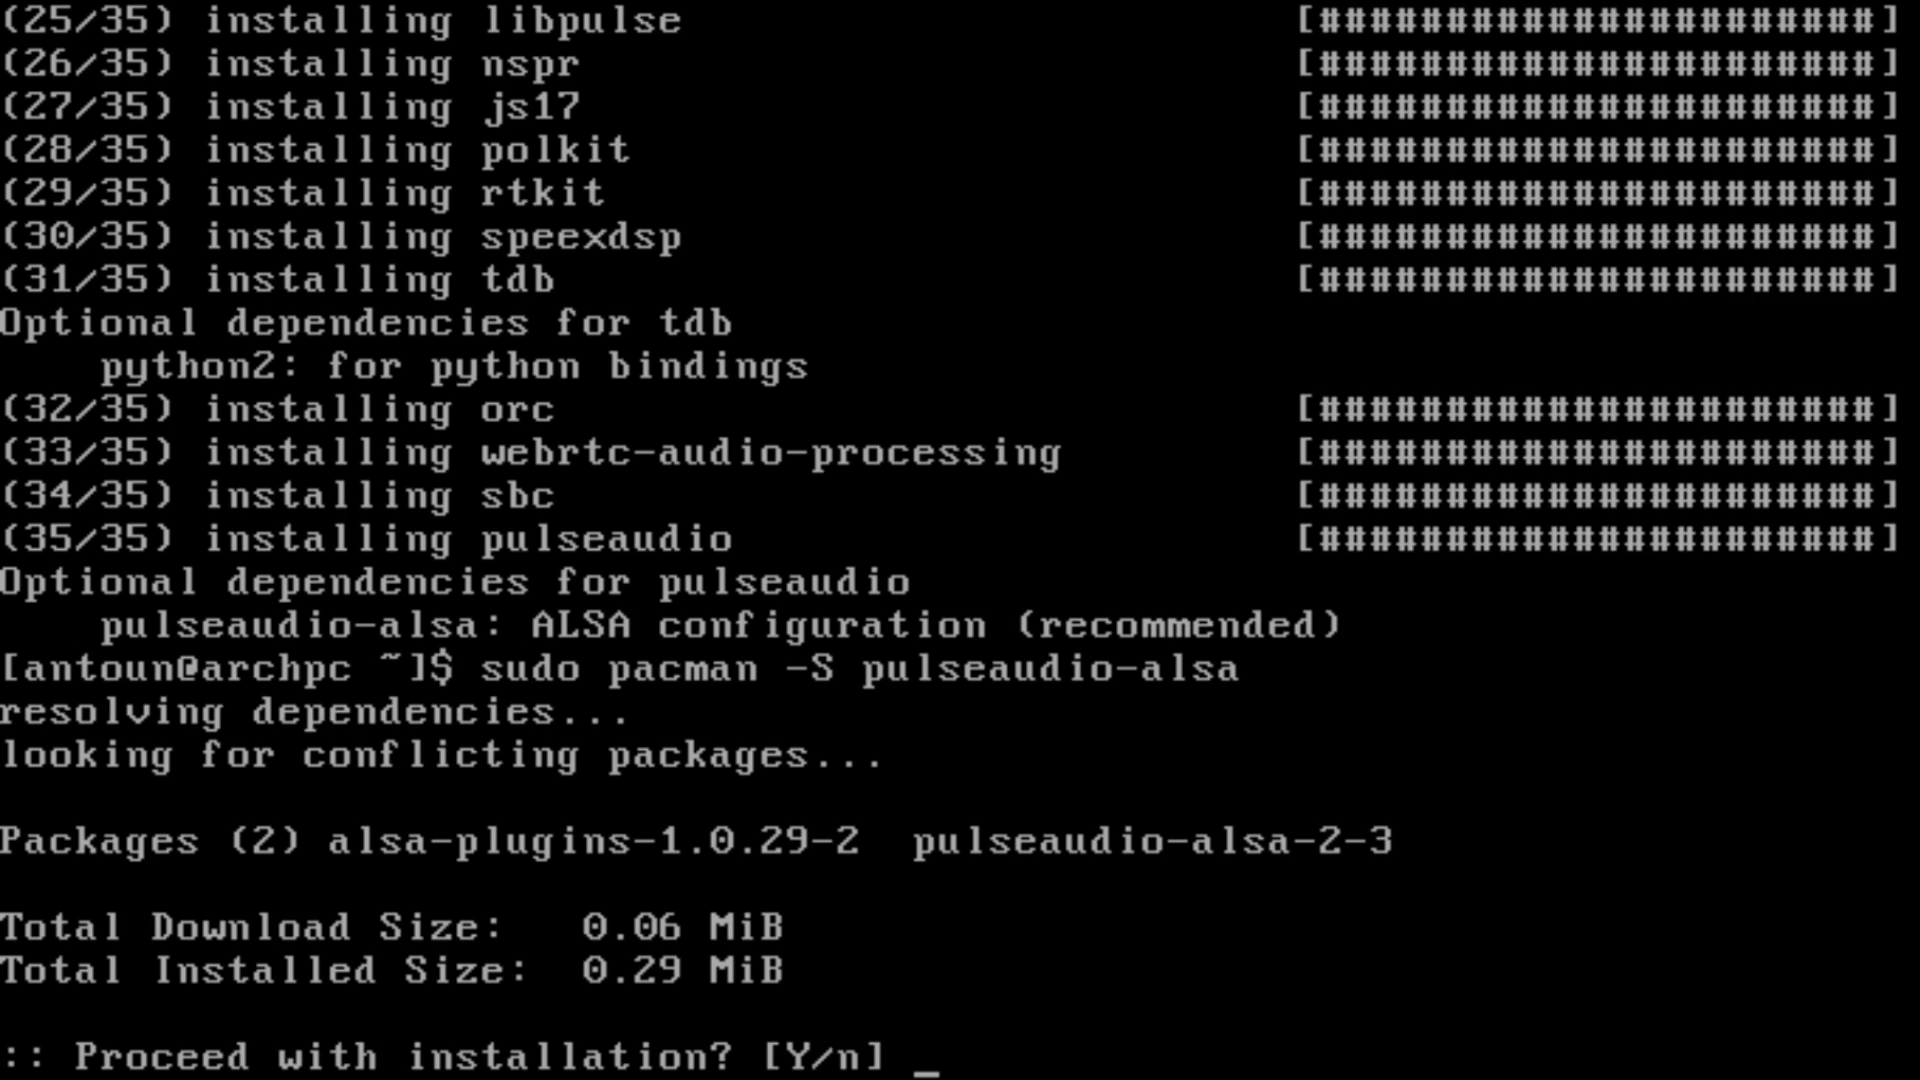 (25/35) installing libpulse [######################]
(26/35) installing nspr [######################]
(27/35) installing js17 [######################]
(28/35) installing polkit [######################]
(29/35) installing rtkit [######################]
(30/35) installing speexdsp [######################]
(31/35) installing tdb [######################]
Optional dependencies for tdb
    python2: for python bindings
(32/35) installing orc [######################]
(33/35) installing webrtc-audio-processing [######################]
(34/35) installing sbc [######################]
(35/35) installing pulseaudio [######################]
Optional dependencies for pulseaudio
    pulseaudio-alsa: ALSA configuration (recommended)
[antoun@archpc ~]$ sudo pacman -S pulseaudio-alsa
resolving dependencies...
looking for conflicting packages...

Packages (2) alsa-plugins-1.0.29-2  pulseaudio-alsa-2-3

Total Download Size:   0.06 MiB
Total Installed Size:  0.29 MiB

:: Proceed with installation? [Y/n] _